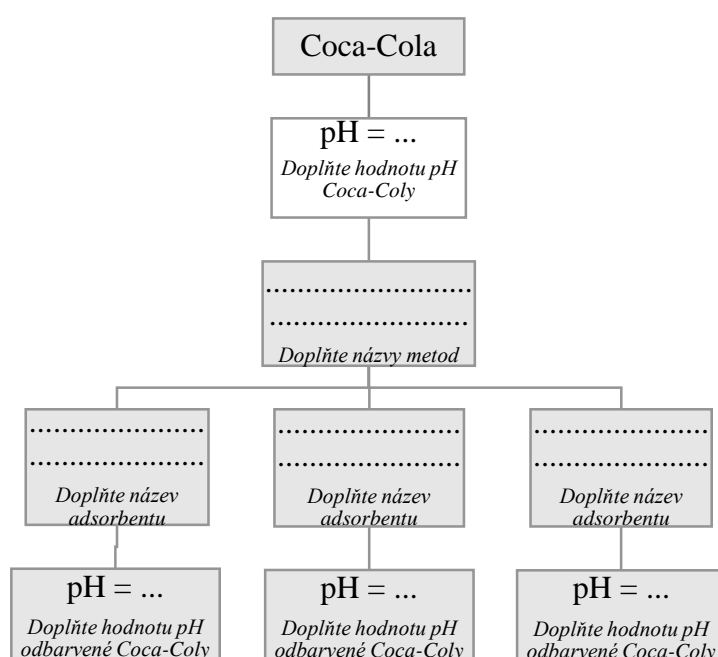 Coca-Cola
pH = ...
Doplňte hodnotu pH
Coca-Coly
..........................
.........................
Doplňte názvy metod
......................
......................
Doplňte název
adsorbentu
.......................
.......................
Doplňte název
adsorbentu
......................
......................
Doplňte název
adsorbentu
pH = ...
Doplňte hodnotu pH
odbarvené Coca-Coly
pH = ...
Doplňte hodnotu pH
odbarvené Coca-Coly
pH = ...
Doplňte hodnotu pH
odbarvené Coca-Coly